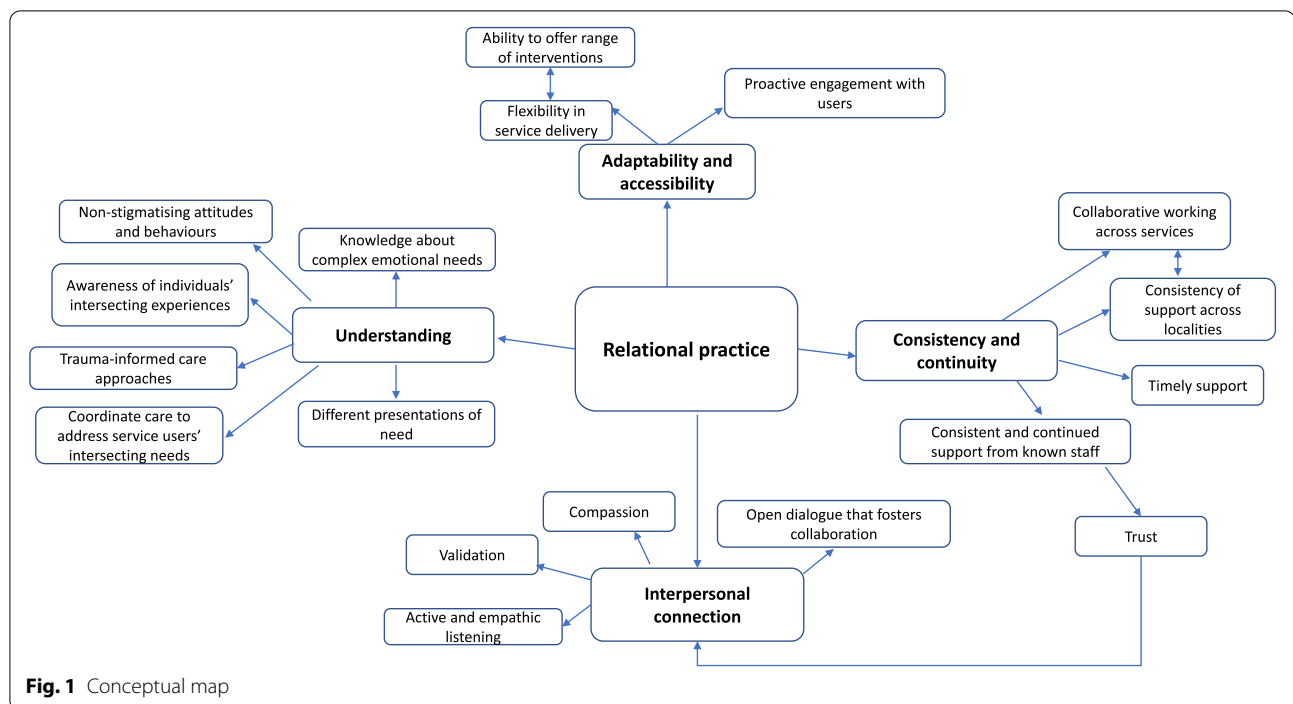 Ability to offer range
of interventions
Proactive engagement with
users
Flexibility in
service delivery
Adaptability and
accessibility
Non-stigmatising attitudes
and behaviours
Knowledge about
complex emotional needs
Awareness of individuals’
intersecting experiences
Understanding
Trauma-informed care
approaches
Coordinate care to
address service users’
intersecting needs
Different presentations of
need
Relational practice
Collaborative working
across services
Consistency of
support across
localities
Consistency and
continuity
Timely support
Consistent and continued
support from known staff
Trust
Compassion
Open dialogue that fosters
collaboration
Validation
Interpersonal
connection
Active and empathic
listening
Fig. 1 Conceptual map